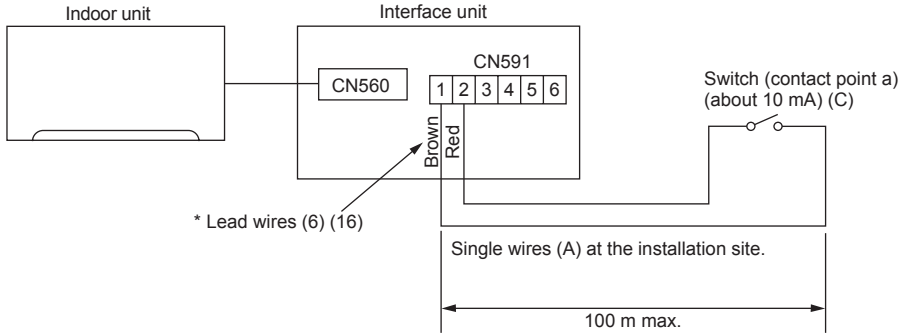 Indoor unit
Interface unit
CN560
CN591
1 2 3 4 5 6
Brown
Red
Switch (contact point a)
(about 10 mA) (C)
* Lead wires (6) (16)
Single wires (A) at the installation site.
100 m max.